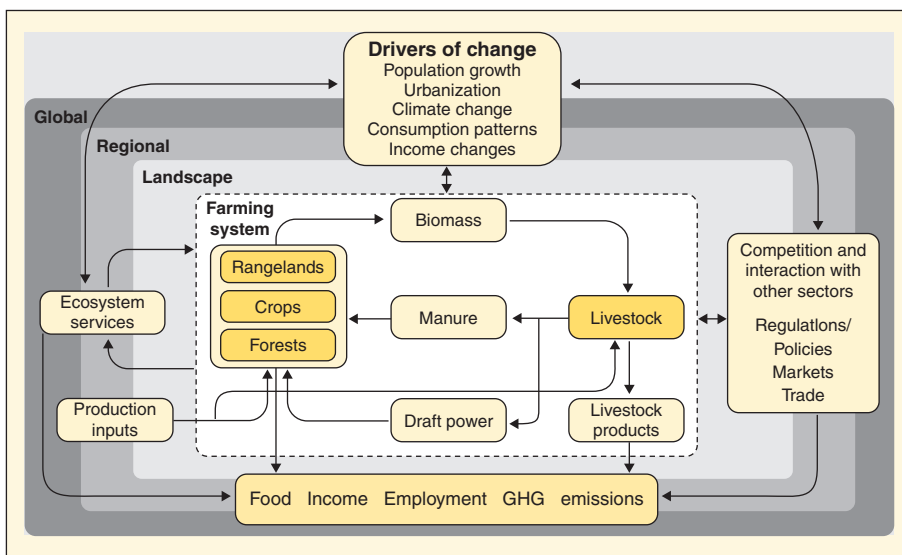 Drivers of change
Population growth
Urbanization
Climate change
Consumption patterns
Income changes
Global
Regional
Landscape
Farming
system
Biomass
Rangelands
Crops
Forests
Manure
Livestock
Ecosystem
services
Competition and
interaction with
other sectors
Regulations/
Policies
Markets
Trade
Production
inputs
Draft power
Livestock
products
Food Income Employment GHG emissions